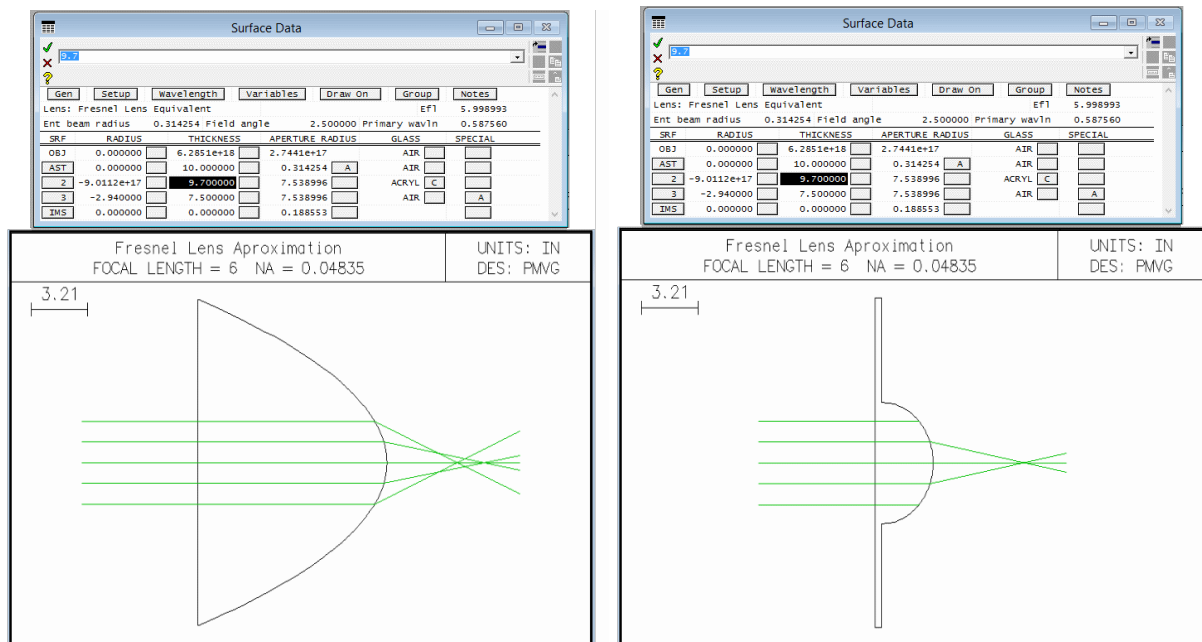 Surface Data
9.7
Gen Setup Wavelength Variables Draw On Group Notes
Lens: Fresnel Lens Equivalent Efl 5.998993
Ent beam radius 0.314254 Field angle 2.500000 Primary wavln 0.587560
SRF RADIUS THICKNESS APERTURE RADIUS GLASS SPECIAL
OBJ 0.000000 6.2851e+18 2.7441e+17 AIR
AST 0.000000 10.000000 0.314254 A AIR
2 -9.0112e+17 9.700000 7.538996 ACRYL C
3 -2.940000 7.500000 7.538996 AIR A
IMS 0.000000 0.000000 0.188553
Fresnel Lens Aproximation
FOCAL LENGTH = 6 NA = 0.04835
UNITS: IN
DES: PMVG
3.21
Surface Data
9.7
Gen Setup Wavelength Variables Draw On Group Notes
Lens: Fresnel Lens Equivalent Efl 5.998993
Ent beam radius 0.314254 Field angle 2.500000 Primary wavln 0.587560
SRF RADIUS THICKNESS APERTURE RADIUS GLASS SPECIAL
OBJ 0.000000 6.2851e+18 2.7441e+17 AIR
AST 0.000000 10.000000 0.314254 A AIR
2 -9.0112e+17 9.700000 7.538996 ACRYL C
3 -2.940000 7.500000 7.538996 AIR A
IMS 0.000000 0.000000 0.188553
Fresnel Lens Aproximation
FOCAL LENGTH = 6 NA = 0.04835
UNITS: IN
DES: PMVG
3.21